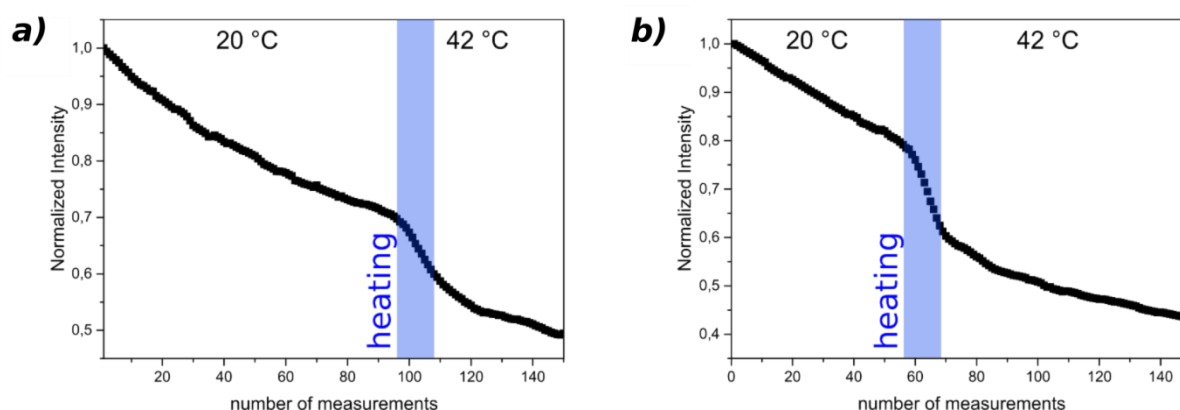 a)
20 °C
42 °C
1,0
0,9
0,8
0,7
0,6
0,5
Normalized Intensity
heating
20
40
60
80
100
120
140
number of measurements
b)
20 °C
42 °C
1,0
0,9
0,8
0,7
0,6
0,5
0,4
Normalized Intensity
heating
0
20
40
60
80
100
120
140
number of measurements